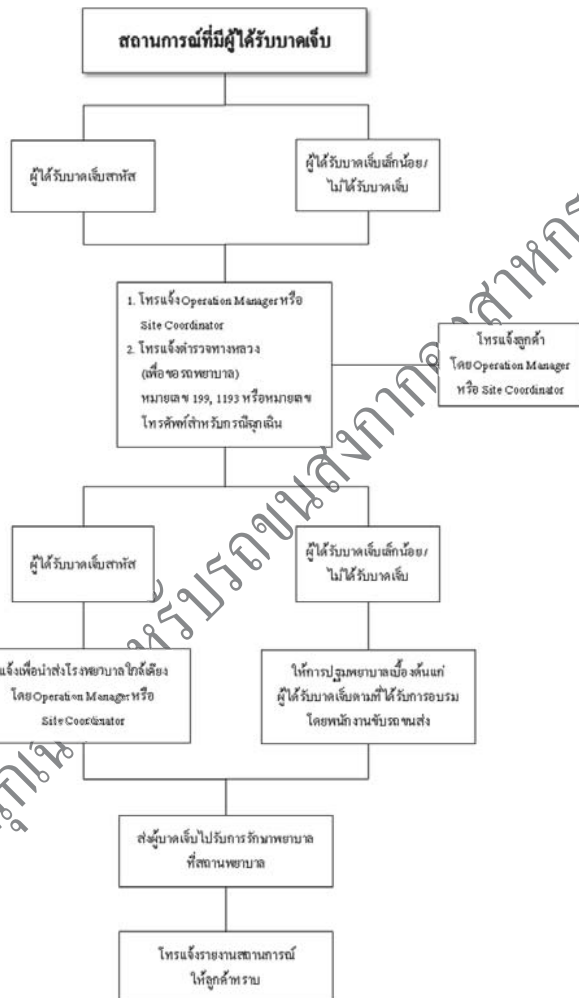 สถานการณ์ที่มีผู้ได้รับบาดเจ็บ
ผู้ได้รับบาดเจ็บสาหัส
ผู้ได้รับบาดเจ็บเล็กน้อย/
ไม่ได้รับบาดเจ็บ
1. โทรแจ้ง Operation Manager หรือ
Site Coordinator
2. โทรแจ้งตำรวจทางหลวง
(เพื่อขอรถพยาบาล)
หมายเลข 199, 1193 หรือหมายเลข
โทรศัพท์สำหรับกรณีฉุกเฉิน
โทรแจ้งลูกค้า
โดย Operation Manager
หรือ Site Coordinator
ผู้ได้รับบาดเจ็บสาหัส
ผู้ได้รับบาดเจ็บเล็กน้อย/
ไม่ได้รับบาดเจ็บ
แจ้งเพื่อนำส่งโรงพยาบาลใกล้เคียง
โดย Operation Manager หรือ
Site Coordinator
ให้การปฐมพยาบาลเบื้องต้นแก่
ผู้ได้รับบาดเจ็บตามที่ได้รับการอบรม
โดยพนักงานขับรถขนส่ง
ส่งผู้บาดเจ็บไปรับการรักษาพยาบาล
ที่สถานพยาบาล
โทรแจ้งรายงานสถานการณ์
ให้ลูกค้าทราบ